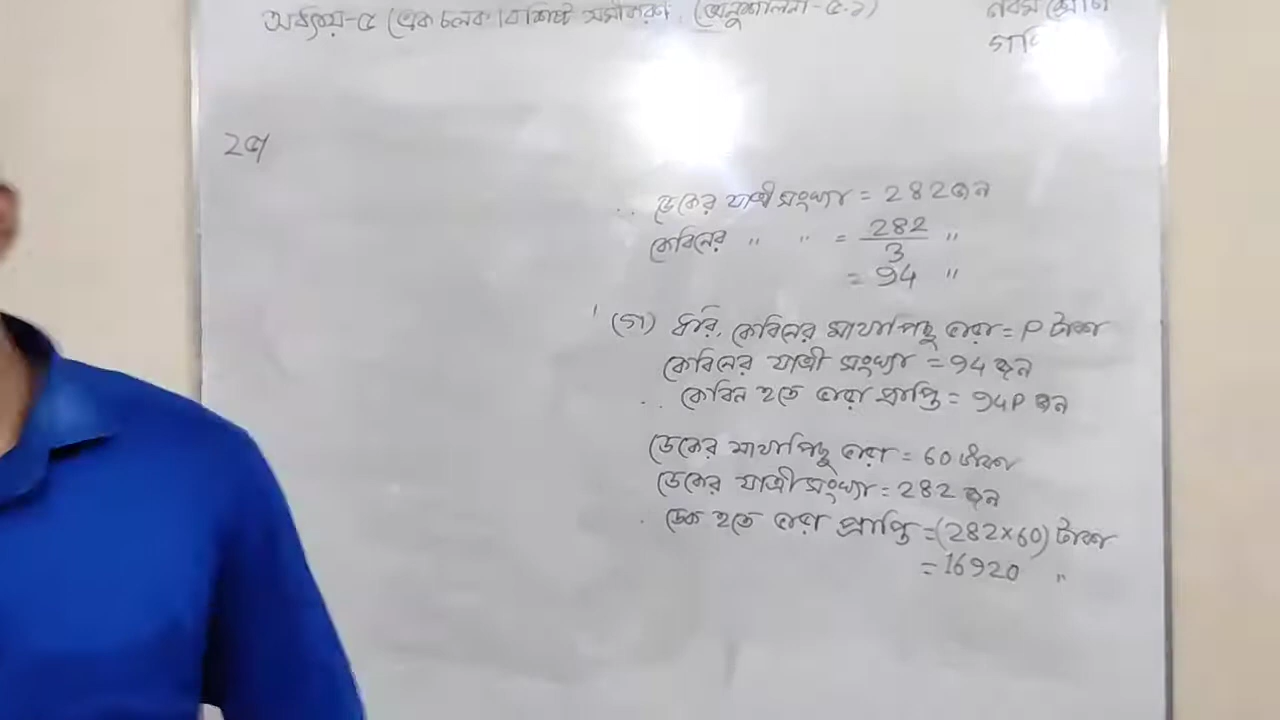 অধ্যায়-৫ (এক চলক বিশিষ্ট সমীকরণ) (অনুশীলনী-৫.১)
নবম শ্রেণি
২৫/
∴ ডেকের যাত্রী সংখ্যা = 282 জন
কেবিনের " " = 282/3 "
= 94 "
(গ) ধরি, কেবিনের মাথাপিছু ভারা = P টাকা
কেবিনের যাত্রী সংখ্যা = 94 জন
∴ কেবিন হতে ভারা প্রাপ্তি = 94P জন
ডেকের মাথাপিছু ভারা = 60 টাকা
ডেকের যাত্রী সংখ্যা = 282 জন
ডেক হতে ভারা প্রাপ্তি = (282×60) টাকা
= 16920 "